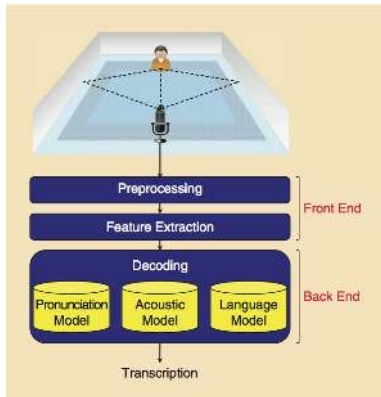 Preprocessing
Front End
Feature Extraction
Decoding
Pronunciation Acoustic Language
Model Model Model
Back End
Transcription